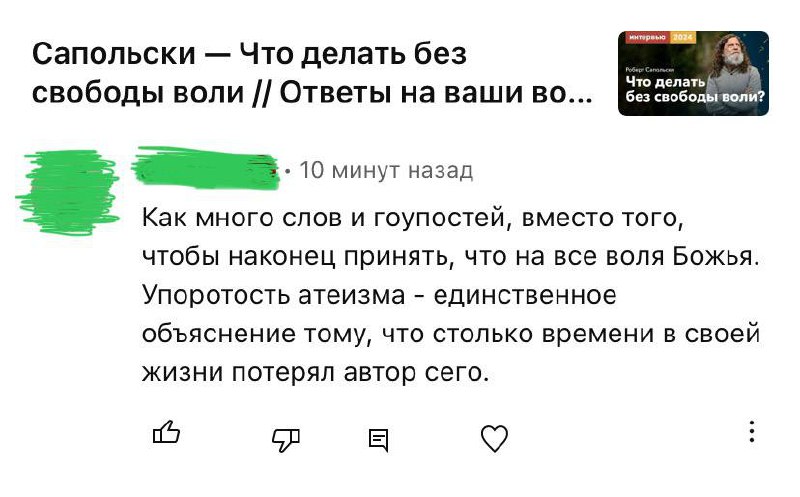 Сапольски — Что делать без
свободы воли // Ответы на ваши во...
интервью 2024
Роберт Сапольски
Что делать
без свободы воли?
• 10 минут назад
Как много слов и гоупостей, вместо того,
чтобы наконец принять, что на все воля Божья.
Упоротость атеизма - единственное
объяснение тому, что столько времени в своей
жизни потерял автор сего.